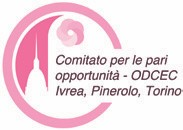 Comitato per le pari
opportunità - ODCEC
Ivrea, Pinerolo, Torino